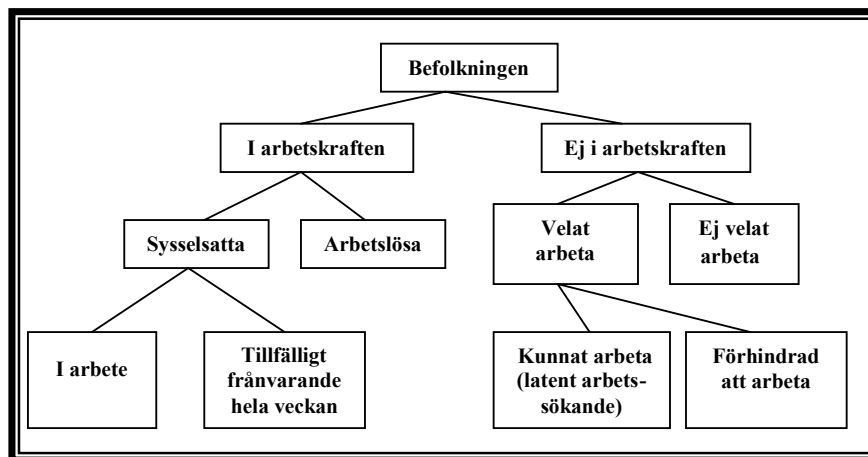 Befolkningen
I arbetskraften
Ej i arbetskraften
Sysselsatta
Arbetslösa
Velat
arbeta
Ej velat
arbeta
I arbete
Tillfälligt
frånvarande
hela veckan
Kunnat arbeta
(latent arbets-
sökande)
Förhindrad
att arbeta